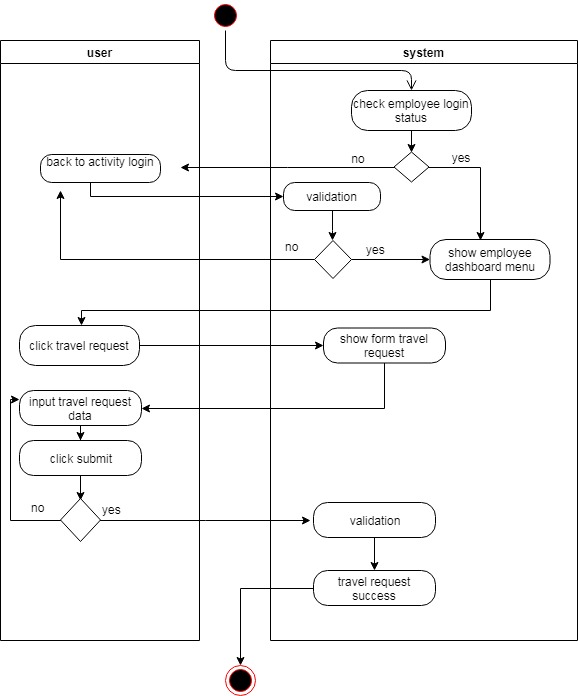 user
system
check employee login
status
no
yes
back to activity login
validation
no
yes
show employee
dashboard menu
click travel request
show form travel
request
input travel request
data
click submit
no
yes
validation
travel request
success